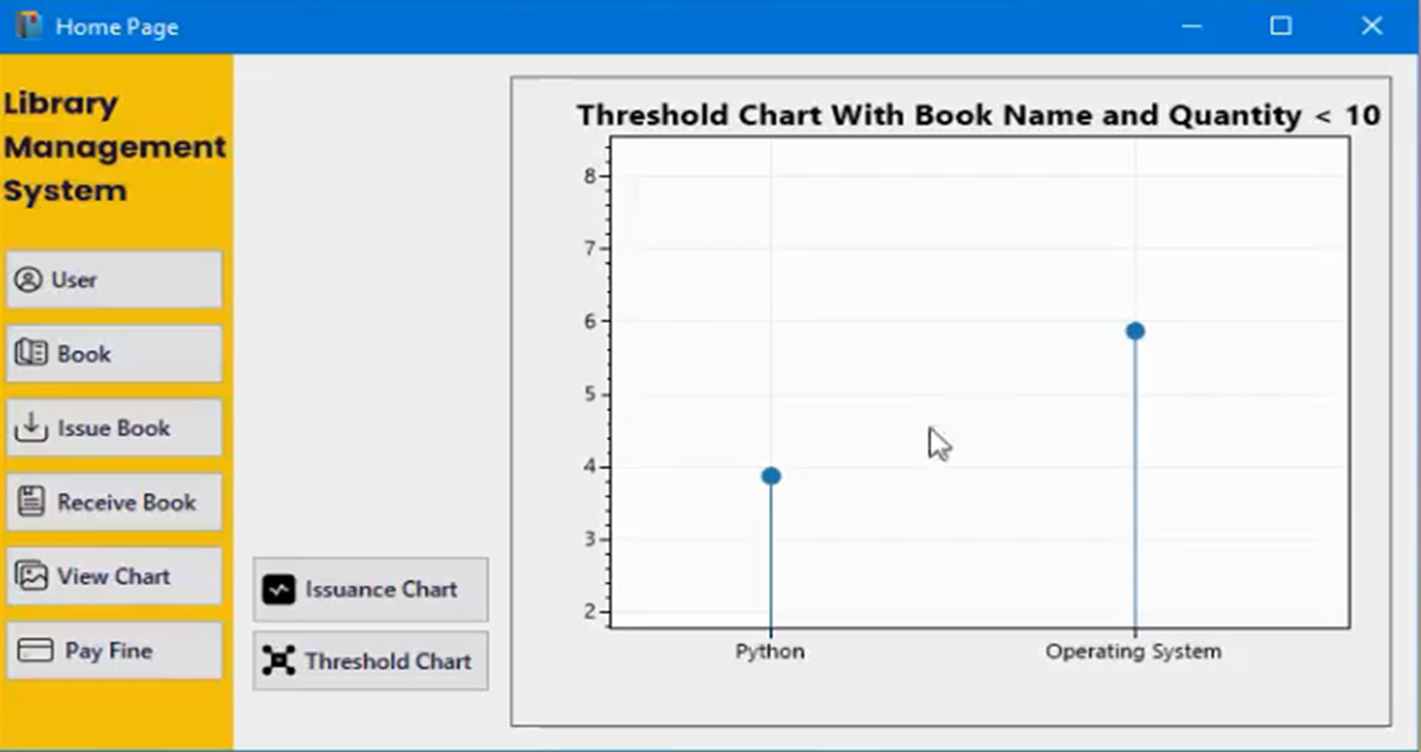 Home Page
Library
Management
System
User
Book
Issue Book
Receive Book
View Chart
Pay Fine
Issuance Chart
Threshold Chart
Threshold Chart With Book Name and Quantity < 10
8
7
6
5
4
3
2
Python Operating System